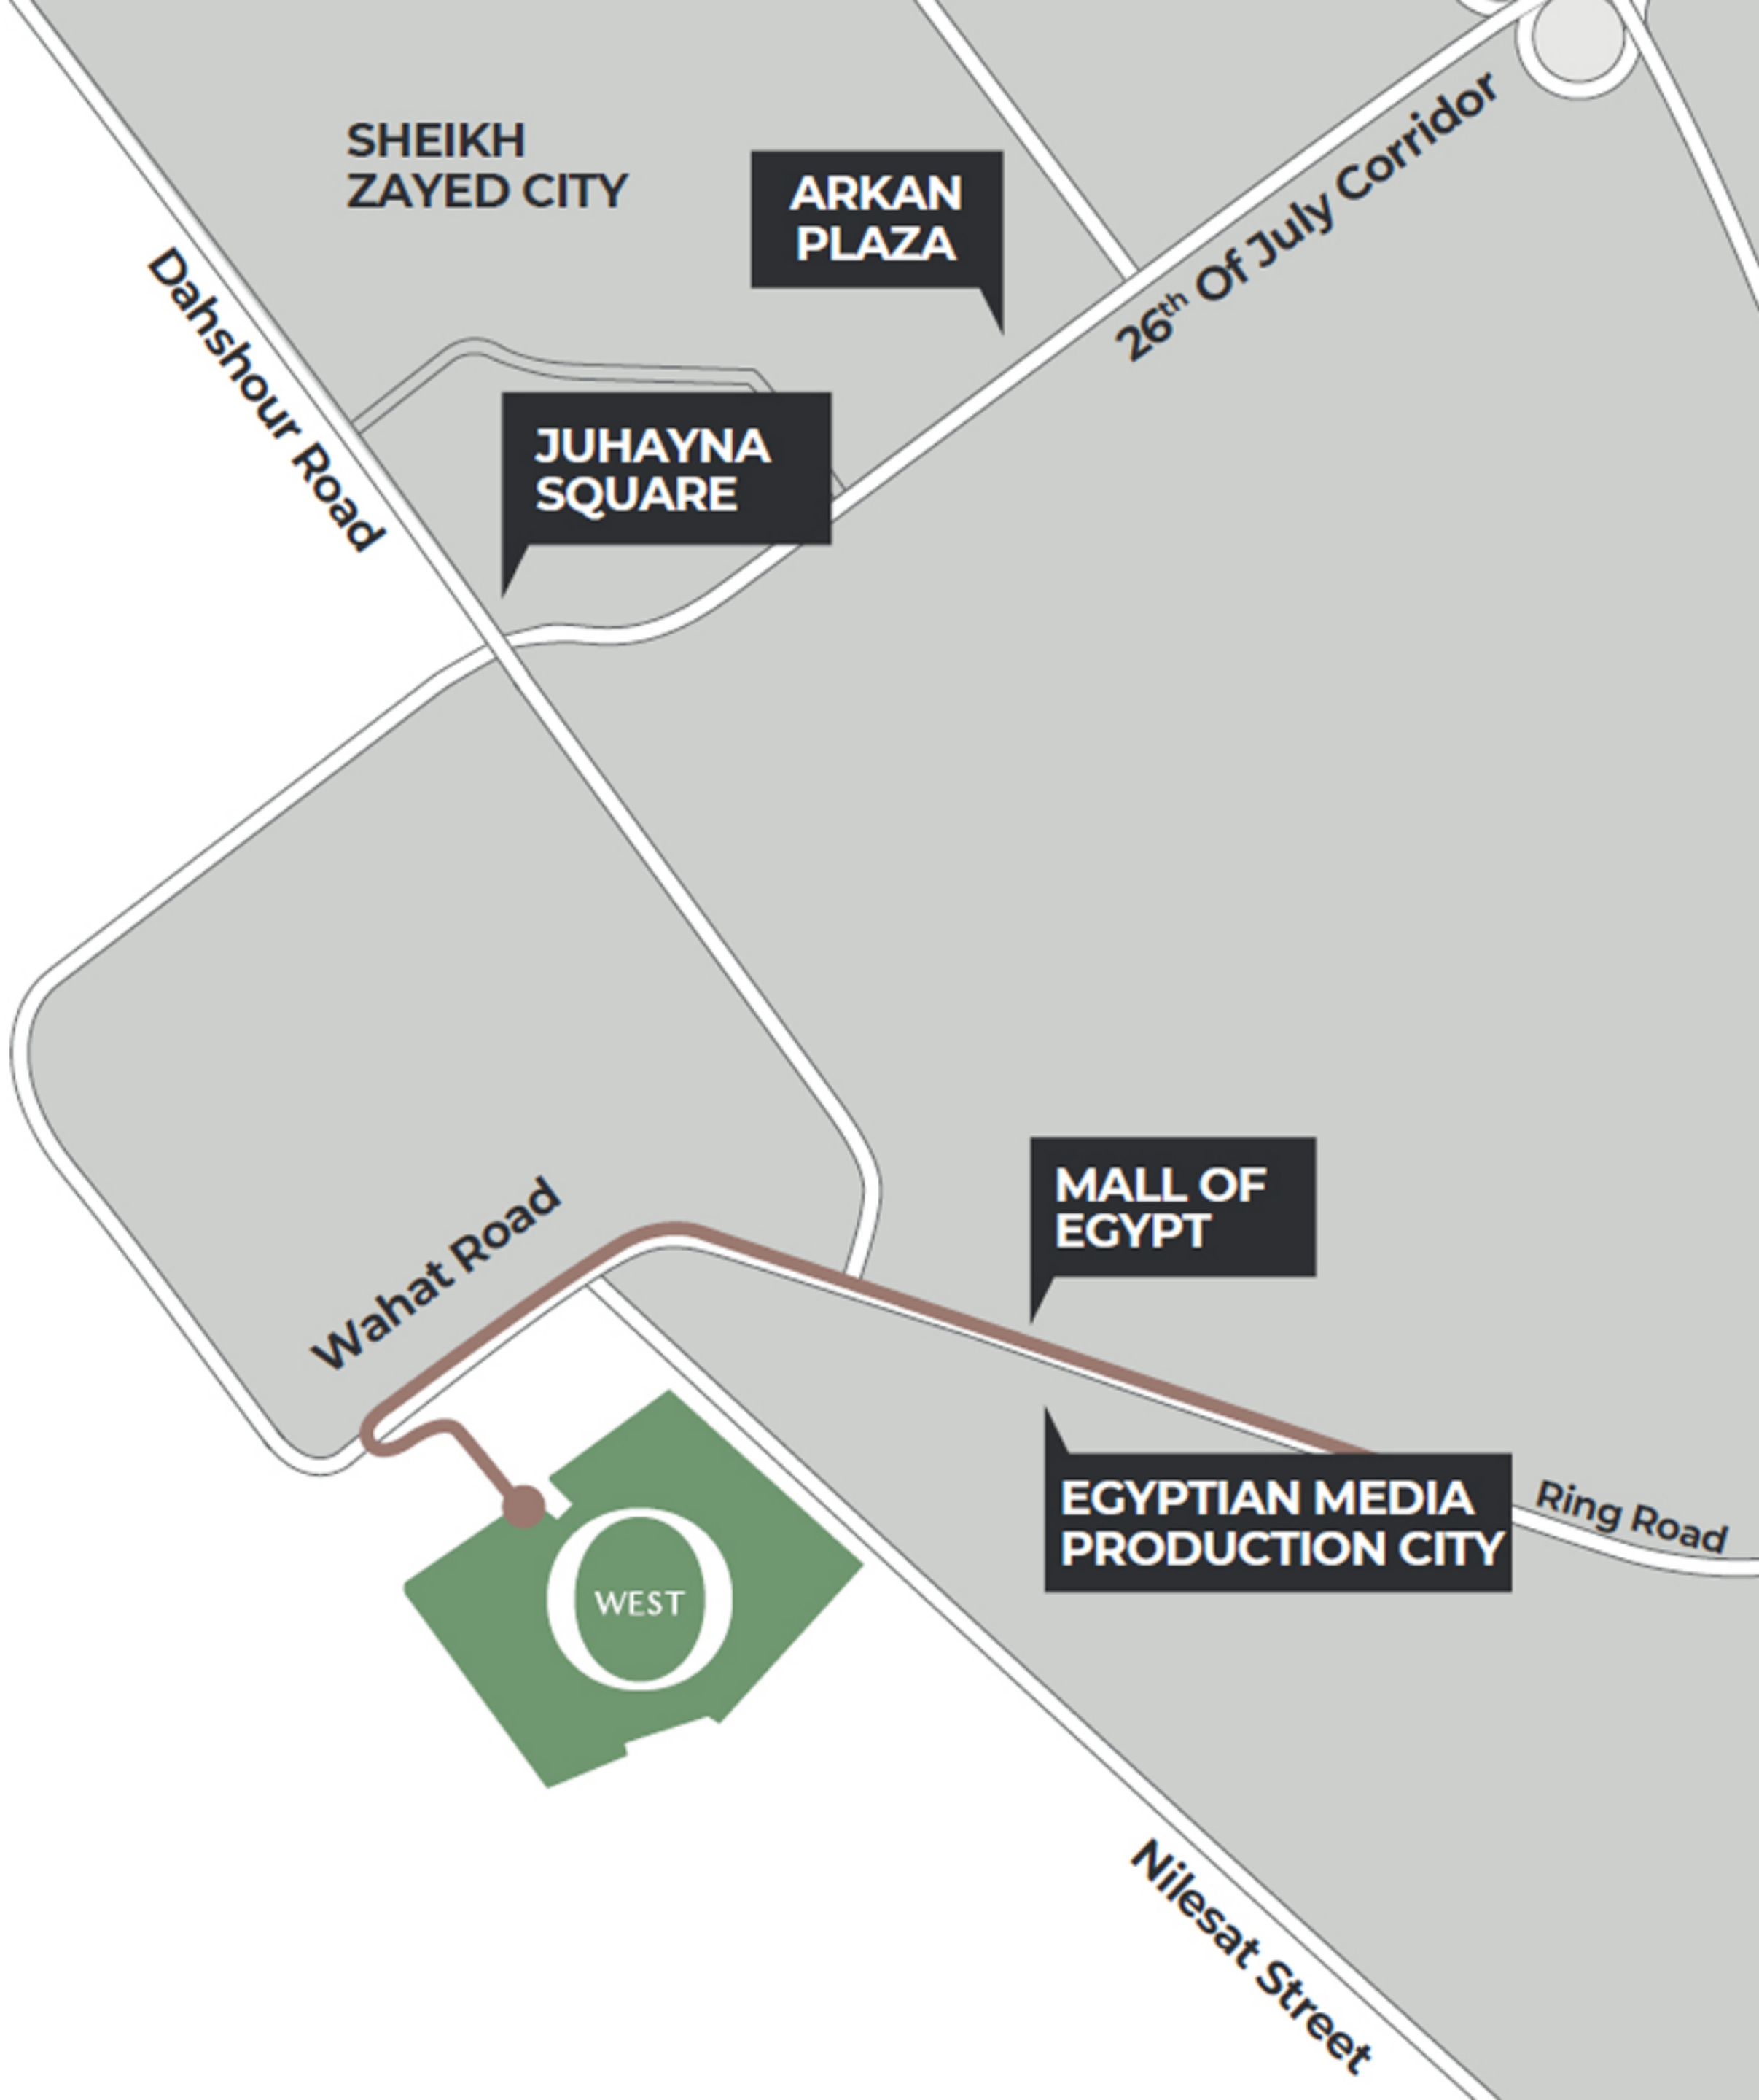 SHEIKH
ZAYED CITY
ARKAN
PLAZA
26th Of July Corridor
Dahshour Road
JUHAYNA
SQUARE
Wahat Road
MALL OF
EGYPT
EGYPTIAN MEDIA
PRODUCTION CITY
Ring Road
O
WEST
Nilesat Street